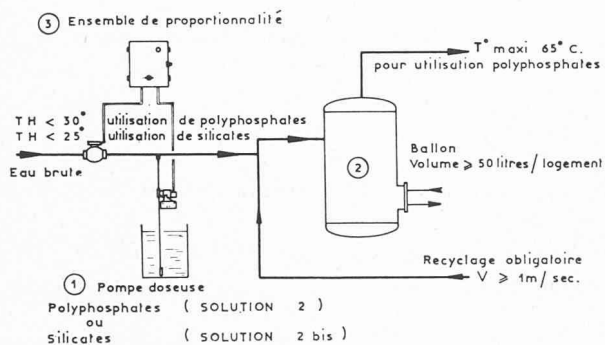 ③ Ensemble de proportionnalité
T° maxi 65° C.
pour utilisation polyphosphates
TH < 30° utilisation de polyphosphates
TH < 25° utilisation de silicates
Eau brute
②
Ballon
Volume ⩾ 50 litres / logement
Recyclage obligatoire
V ⩾ 1m / sec.
① Pompe doseuse
Polyphosphates ( SOLUTION 2 )
ou
Silicates ( SOLUTION 2 bis )